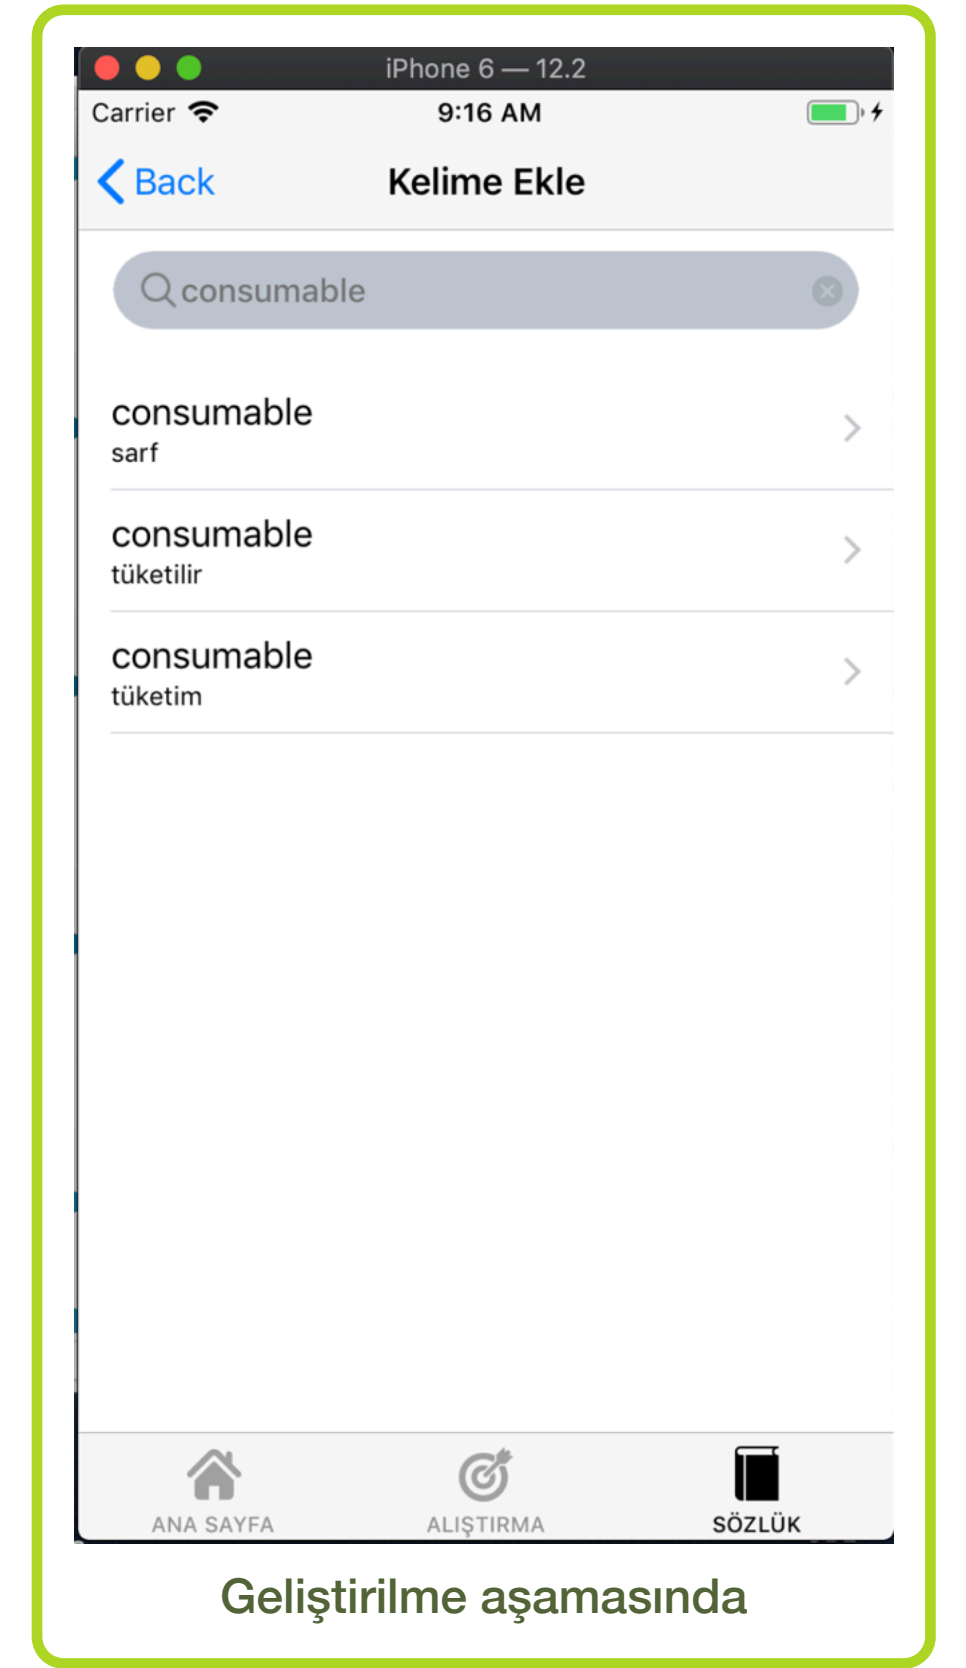 iPhone 6 — 12.2
Carrier 9:16 AM
Back Kelime Ekle
consumable
consumable
sarf
consumable
tüketilir
consumable
tüketim
ANA SAYFA ALIŞTIRMA SÖZLÜK
Geliştirilme aşamasında